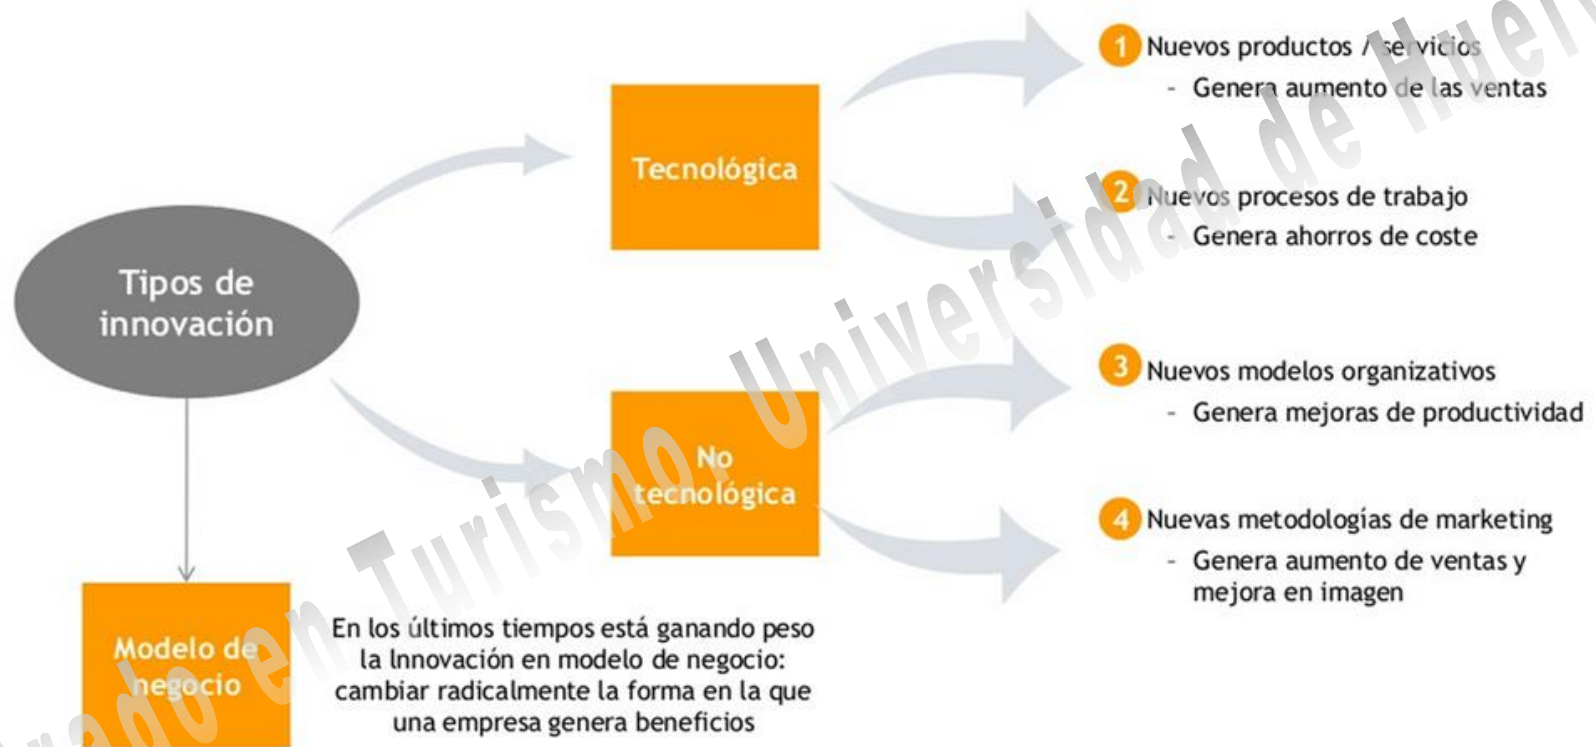 Tipos de
innovación
Tecnológica
1 Nuevos productos / servicios
- Genera aumento de las ventas
2 Nuevos procesos de trabajo
- Genera ahorros de coste
No
tecnológica
3 Nuevos modelos organizativos
- Genera mejoras de productividad
4 Nuevas metodologías de marketing
- Genera aumento de ventas y
mejora en imagen
Modelo de
negocio
En los últimos tiempos está ganando peso
la Innovación en modelo de negocio:
cambiar radicalmente la forma en la que
una empresa genera beneficios
en Turismo, Universidad de